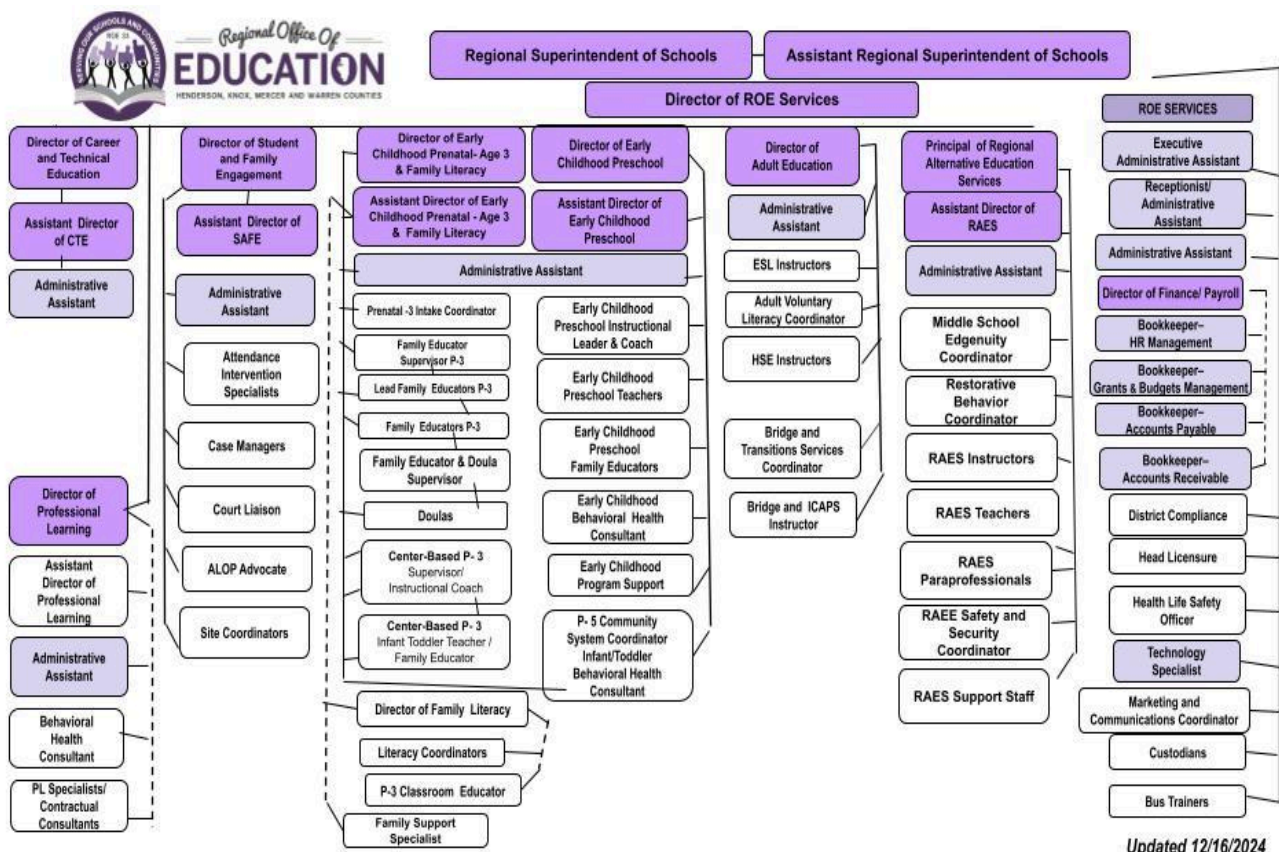 SERVING OUR SCHOOLS AND COMMUNITIES
ROE 33
Regional Office Of
EDUCATION
HENDERSON, KNOX, MERCER AND WARREN COUNTIES
Regional Superintendent of Schools
Assistant Regional Superintendent of Schools
Director of ROE Services
Director of Career
and Technical
Education
Assistant Director
of CTE
Administrative
Assistant
Director of
Professional
Learning
Assistant
Director of
Professional
Learning
Administrative
Assistant
Behavioral
Health
Consultant
PL Specialists/
Contractual
Consultants
Director of Student
and Family
Engagement
Assistant Director of
SAFE
Administrative
Assistant
Attendance
Intervention
Specialists
Case Managers
Court Liaison
ALOP Advocate
Site Coordinators
Director of Early
Childhood Prenatal- Age 3
& Family Literacy
Assistant Director of Early
Childhood Prenatal - Age 3
& Family Literacy
Director of Early
Childhood Preschool
Assistant Director of
Early Childhood
Preschool
Administrative Assistant
Prenatal -3 Intake Coordinator
Family Educator
Supervisor P-3
Lead Family Educators P-3
Family Educators P-3
Family Educator & Doula
Supervisor
Doulas
Center-Based P- 3
Supervisor/
Instructional Coach
Center-Based P- 3
Infant Toddler Teacher /
Family Educator
Director of Family Literacy
Literacy Coordinators
P-3 Classroom Educator
Family Support
Specialist
Early Childhood
Preschool Instructional
Leader & Coach
Early Childhood
Preschool Teachers
Early Childhood
Preschool
Family Educators
Early Childhood
Behavioral Health
Consultant
Early Childhood
Program Support
P- 5 Community
System Coordinator
Infant/Toddler
Behavioral Health
Consultant
Director of
Adult Education
Administrative
Assistant
ESL Instructors
Adult Voluntary
Literacy Coordinator
HSE Instructors
Bridge and
Transitions Services
Coordinator
Bridge and ICAPS
Instructor
Principal of Regional
Alternative Education
Services
Assistant Director of
RAES
Administrative Assistant
Middle School
Edgenuity
Coordinator
Restorative
Behavior
Coordinator
RAES Instructors
RAES Teachers
RAES
Paraprofessionals
RAEE Safety and
Security
Coordinator
RAES Support Staff
ROE SERVICES
Executive
Administrative Assistant
Receptionist/
Administrative
Assistant
Administrative Assistant
Director of Finance/ Payroll
Bookkeeper–
HR Management
Bookkeeper–
Grants & Budgets Management
Bookkeeper–
Accounts Payable
Bookkeeper–
Accounts Receivable
District Compliance
Head Licensure
Health Life Safety
Officer
Technology
Specialist
Marketing and
Communications Coordinator
Custodians
Bus Trainers
Updated 12/16/2024